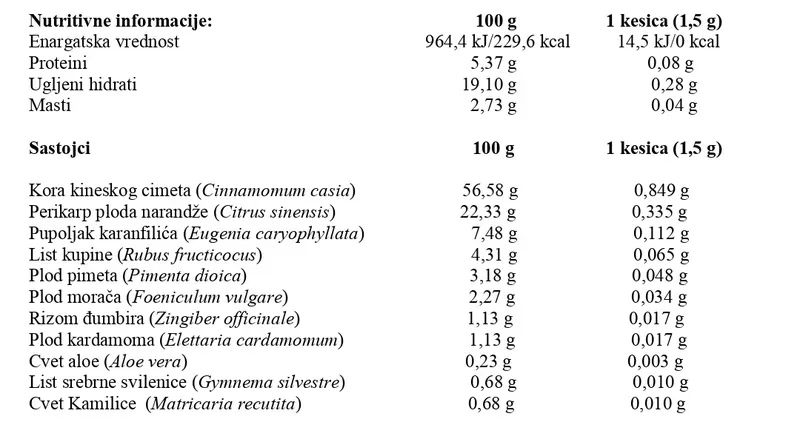 Nutritivne informacije: 100 g 1 kesica (1,5 g)
Enargatska vrednost 964,4 kJ/229,6 kcal 14,5 kJ/0 kcal
Proteini 5,37 g 0,08 g
Ugljeni hidrati 19,10 g 0,28 g
Masti 2,73 g 0,04 g
Sastojci 100 g 1 kesica (1,5 g)
Kora kineskog cimeta (Cinnamomum casia) 56,58 g 0,849 g
Perikarp ploda narandže (Citrus sinensis) 22,33 g 0,335 g
Pupoljak karanfilića (Eugenia caryophyllata) 7,48 g 0,112 g
List kupine (Rubus fructicocus) 4,31 g 0,065 g
Plod pimeta (Pimenta dioica) 3,18 g 0,048 g
Plod morača (Foeniculum vulgare) 2,27 g 0,034 g
Rizom đumbira (Zingiber officinale) 1,13 g 0,017 g
Plod kardamoma (Elettaria cardamomum) 1,13 g 0,017 g
Cvet aloe (Aloe vera) 0,23 g 0,003 g
List srebrne svilenice (Gymnema silvestre) 0,68 g 0,010 g
Cvet Kamilice (Matricaria recutita) 0,68 g 0,010 g